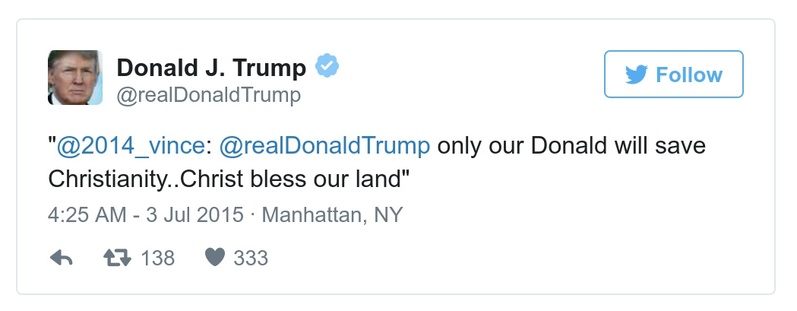 Donald J. Trump
@realDonaldTrump
Follow
"@2014_vince: @realDonaldTrump only our Donald will save
Christianity..Christ bless our land"
4:25 AM - 3 Jul 2015 · Manhattan, NY
138 333